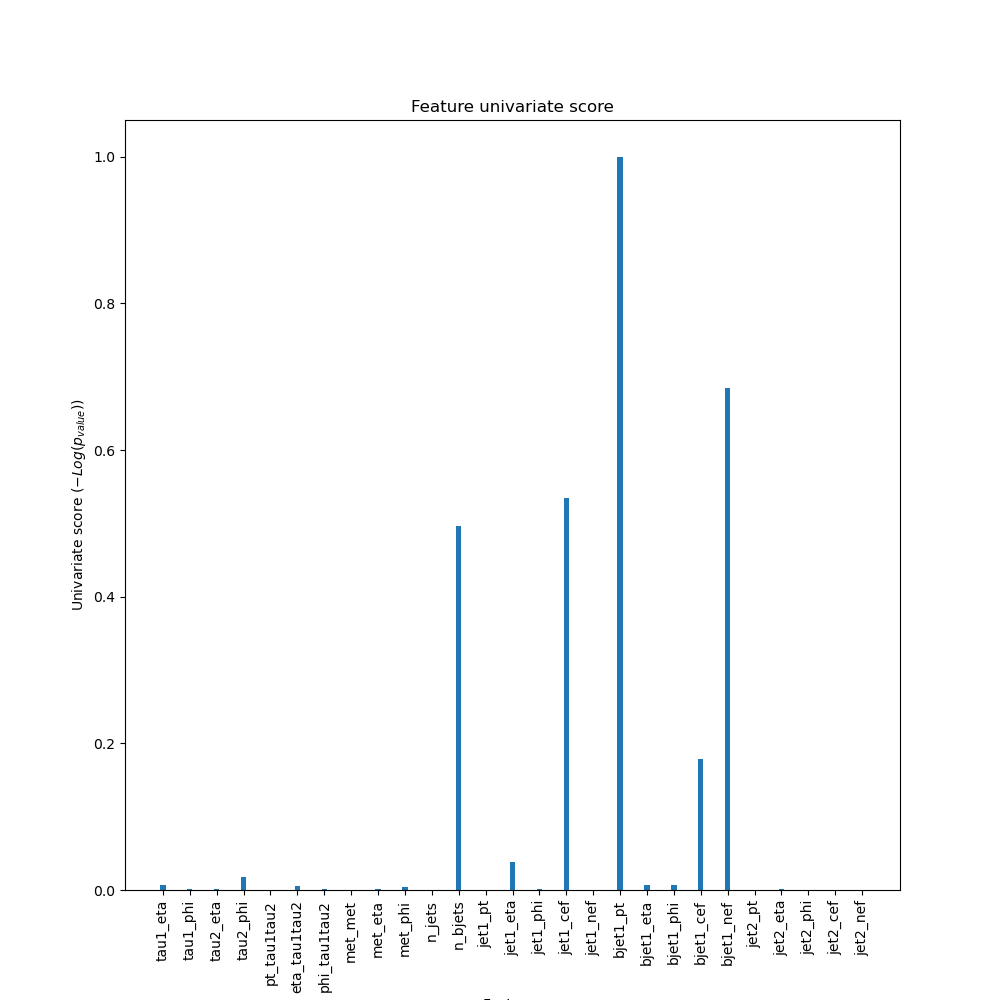 Feature univariate score
Univariate score (−Log(p_value))
1.0
0.8
0.6
0.4
0.2
0.0
tau1_eta
tau1_phi
tau2_eta
tau2_phi
pt_tau1tau2
eta_tau1tau2
phi_tau1tau2
met_met
met_eta
met_phi
n_jets
n_bjets
jet1_pt
jet1_eta
jet1_phi
jet1_cef
jet1_nef
bjet1_pt
bjet1_eta
bjet1_phi
bjet1_cef
bjet1_nef
jet2_pt
jet2_eta
jet2_phi
jet2_cef
jet2_nef